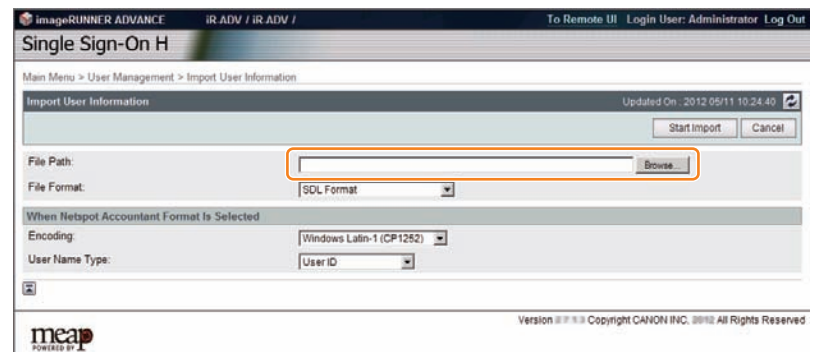 imageRUNNER ADVANCE iR ADV / iR ADV / To Remote UI Login User: Administrator Log Out
Single Sign-On H
Main Menu > User Management > Import User Information
Import User Information Updated On : 2012 05/11 10:24:40
Start Import Cancel
File Path: Browse...
File Format: SDL Format
When Netspot Accountant Format Is Selected
Encoding: Windows Latin-1 (CP1252)
User Name Type: User ID
Version Copyright CANON INC. All Rights Reserved
meap
POWERED BY